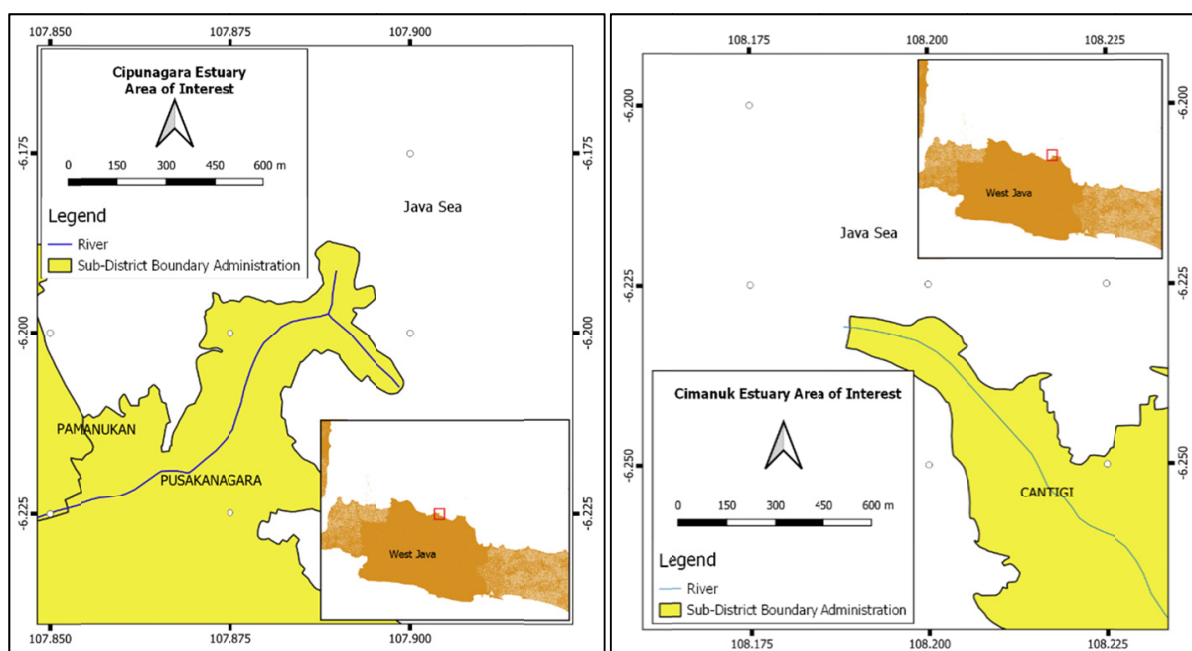 107.850 107.875 107.900
Cipunagara Estuary
Area of Interest
0 150 300 450 600 m
Legend
River
Sub-District Boundary Administration
-6.175
-6.175
Java Sea
-6.200
-6.200
PAMANUKAN
PUSAKANAGARA
West Java
-6.225
-6.225
107.850 107.875 107.900
108.175 108.200 108.225
-6.200
-6.200
West Java
Java Sea
-6.225
-6.225
Cimanuk Estuary Area of Interest
0 150 300 450 600 m
Legend
River
Sub-District Boundary Administration
-6.250
-6.250
CANTIGI
108.175 108.200 108.225